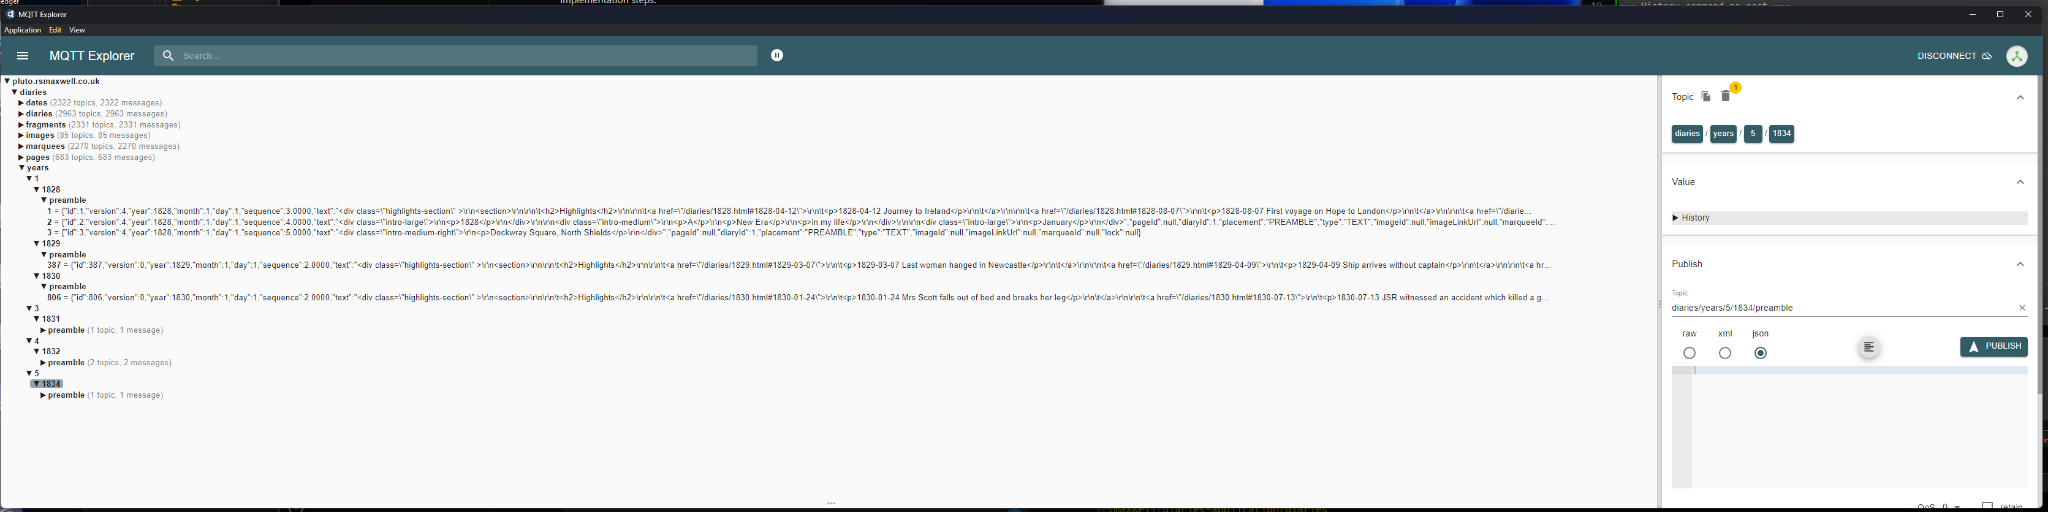 implementation steps.
MQTT Explorer
Application Edit View
MQTT Explorer
Search...
DISCONNECT
▼ pluto.rsmaxwell.co.uk
▼ diaries
▶ dates (2322 topics, 2322 messages)
▶ diaries (2963 topics, 2963 messages)
▶ fragments (2331 topics, 2331 messages)
▶ images (85 topics, 85 messages)
▶ marquees (2270 topics, 2270 messages)
▶ pages (683 topics, 683 messages)
▼ years
▼ 1
▼ 1828
▼ preamble
1 = {"id":1,"version":4,"year":1828,"month":1,"day":1,"sequence":3.0000,"text":"<div class=\"highlights-section\" >\r\n<section>\r\n\r\n\t<h2>Highlights</h2>\r\n\r\n\t<a href=\"/diaries/1828.html#1828-04-12\">\r\n\t<p>1828-04-12 Journey to Ireland</p>\r\n\t</a>\r\n\r\n\t<a href=\"/diaries/1828.html#1828-08-07\">\r\n\t<p>1828-08-07 First voyage on Hope to London</p>\r\n\t</a>\r\n\r\n\t<a href=\"/diarie...
2 = {"id":2,"version":4,"year":1828,"month":1,"day":1,"sequence":4.0000,"text":"<div class=\"intro-large\">\r\n<p>1828</p>\r\n</div>\r\n\r\n<div class=\"intro-medium\">\r\n<p>A</p>\r\n<p>New Era</p>\r\n<p>in my life</p>\r\n</div>\r\n\r\n<div class=\"intro-large\">\r\n<p>January</p>\r\n</div>","pageId":null,"diaryId":1,"placement":"PREAMBLE","type":"TEXT","imageId":null,"imageLinkUrl":null,"marqueeId":...
3 = {"id":3,"version":4,"year":1828,"month":1,"day":1,"sequence":5.0000,"text":"<div class=\"intro-medium-right\">\r\n<p>Dockwray Square, North Shields</p>\r\n</div>","pageId":null,"diaryId":1,"placement":"PREAMBLE","type":"TEXT","imageId":null,"imageLinkUrl":null,"marqueeId":null,"lock":null}
▼ 1829
▼ preamble
387 = {"id":387,"version":0,"year":1829,"month":1,"day":1,"sequence":2.0000,"text":"<div class=\"highlights-section\" >\r\n<section>\r\n\r\n\t<h2>Highlights</h2>\r\n\r\n\t<a href=\"/diaries/1829.html#1829-03-07\">\r\n\t<p>1829-03-07 Last woman hanged in Newcastle</p>\r\n\t</a>\r\n\r\n\t<a href=\"/diaries/1829.html#1829-04-09\">\r\n\t<p>1829-04-09 Ship arrives without captain</p>\r\n\t</a>\r\n\r\n\t<a hr...
▼ 1830
▼ preamble
806 = {"id":806,"version":0,"year":1830,"month":1,"day":1,"sequence":2.0000,"text":"<div class=\"highlights-section\" >\r\n<section>\r\n\r\n\t<h2>Highlights</h2>\r\n\r\n\t<a href=\"/diaries/1830.html#1830-01-24\">\r\n\t<p>1830-01-24 Mrs Scott falls out of bed and breaks her leg</p>\r\n\t</a>\r\n\r\n\t<a href=\"/diaries/1830.html#1830-07-13\">\r\n\t<p>1830-07-13 JSR witnessed an accident which killed a g...
▼ 3
▼ 1831
▶ preamble (1 topic, 1 message)
▼ 4
▼ 1832
▶ preamble (2 topics, 2 messages)
▼ 5
▼ 1834
▶ preamble (1 topic, 1 message)
Topic 1
diaries / years / 5 / 1834
Value
▶ History
Publish
Topic
diaries/years/5/1834/preamble
raw xml json
PUBLISH
QoS 0 retain